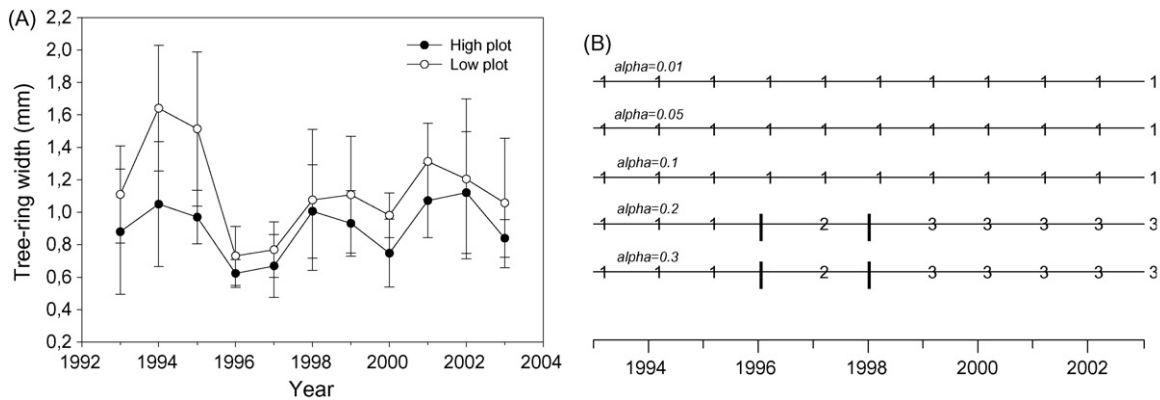 (A)
2,2
2,0
1,8
1,6
1,4
1,2
1,0
0,8
0,6
0,4
0,2
Tree-ring width (mm)
High plot
Low plot
1992 1994 1996 1998 2000 2002 2004
Year
(B)
alpha=0.01
1 1 1 1 1 1 1 1 1 1 1
alpha=0.05
1 1 1 1 1 1 1 1 1 1 1
alpha=0.1
1 1 1 1 1 1 1 1 1 1 1
alpha=0.2
1 1 1 2 3 3 3 3 3
alpha=0.3
1 1 1 2 3 3 3 3 3
1994 1996 1998 2000 2002